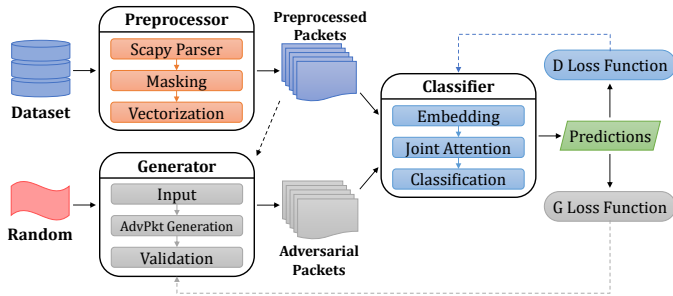 Preprocessor
Scapy Parser
Masking
Vectorization
Dataset
Preprocessed
Packets
Classifier
Embedding
Joint Attention
Classification
D Loss Function
Predictions
G Loss Function
Generator
Input
AdvPkt Generation
Validation
Random
Adversarial
Packets